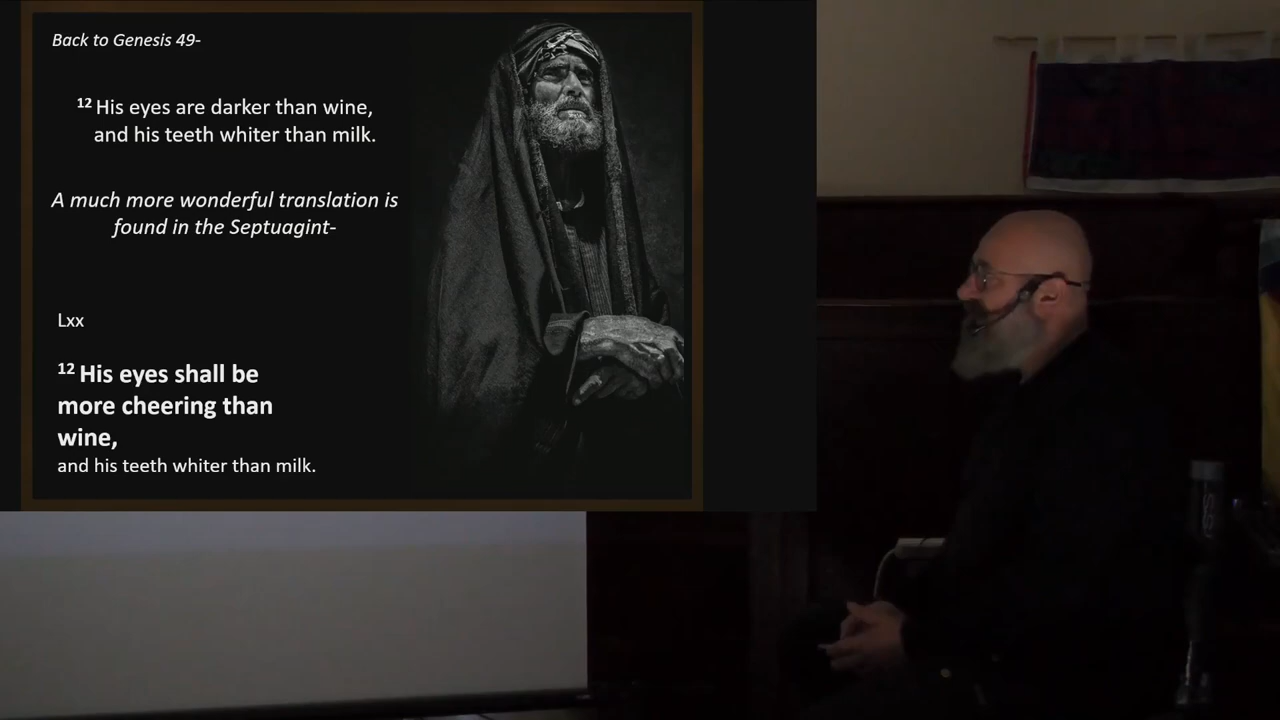 Back to Genesis 49-
12 His eyes are darker than wine,
and his teeth whiter than milk.
A much more wonderful translation is
found in the Septuagint-
Lxx
12 His eyes shall be
more cheering than
wine,
and his teeth whiter than milk.